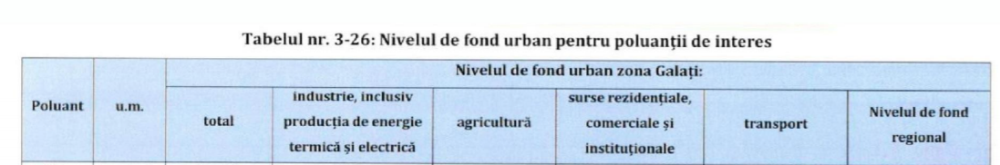 Tabelul nr. 3-26: Nivelul de fond urban pentru poluanții de interes
Nivelul de fond urban zona Galați:
Poluant
u.m.
total
industrie, inclusiv
producția de energie
termică și electrică
agricultură
surse rezidențiale,
comerciale și
instituționale
transport
Nivelul de fond
regional